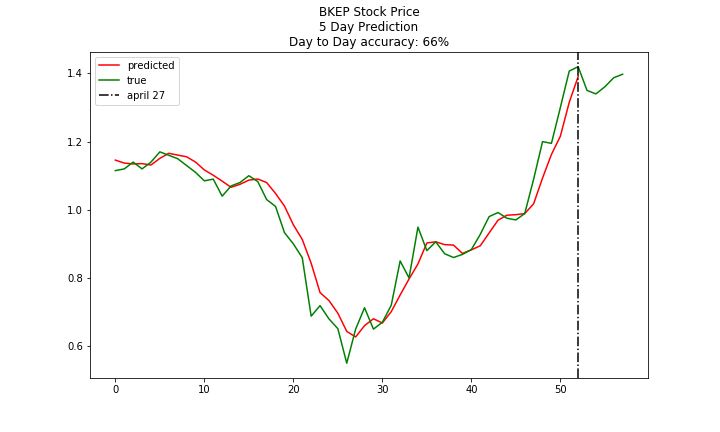 BKEP Stock Price
5 Day Prediction
Day to Day accuracy: 66%
predicted
true
april 27
1.4
1.2
1.0
0.8
0.6
0 10 20 30 40 50